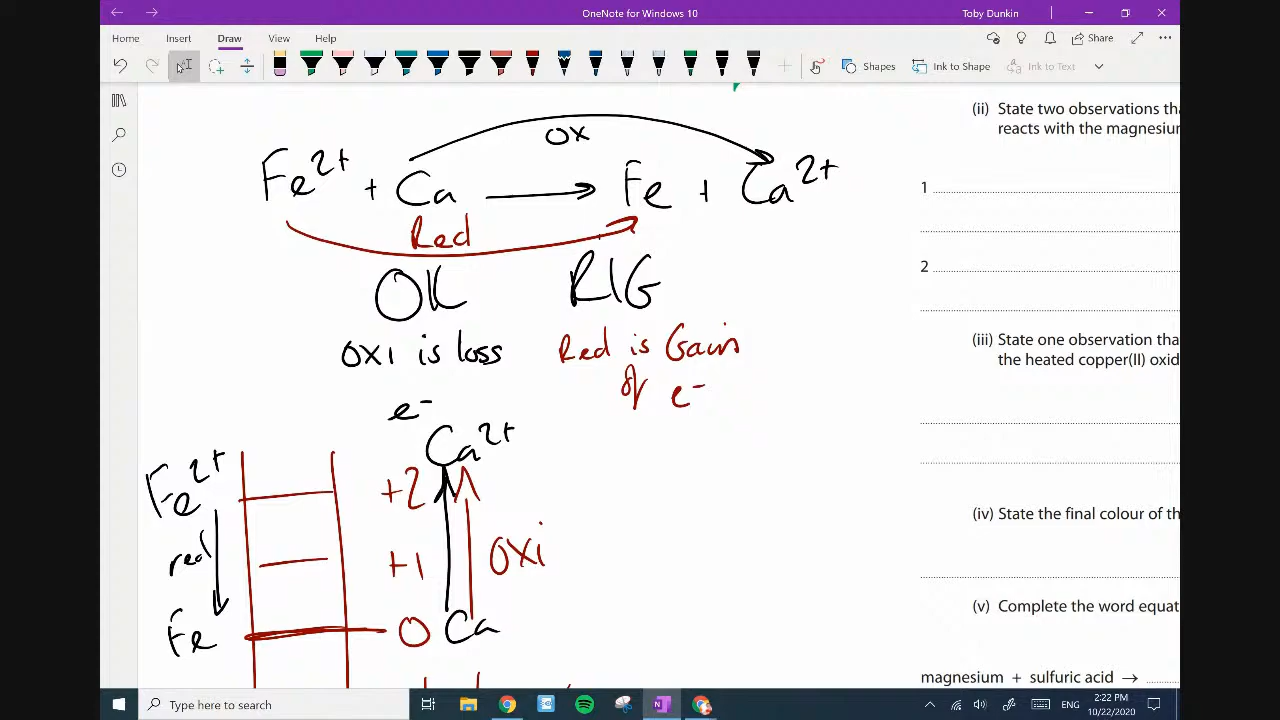 OneNote for Windows 10
Toby Dunkin
Home Insert Draw View Help
Share
Shapes
Ink to Shape
Ink to Text
(ii) State two observations tha
reacts with the magnesium
ox
Fe2+ + Ca → Fe + Ca2+
Red
1
OIL RIG
2
oxi is loss Red is Gain
of e-
e-
(iii) State one observation tha
the heated copper(II) oxid
Ca2+
Fe2+
+2
red
+1
oxi
Fe
0 Ca
(iv) State the final colour of th
(v) Complete the word equat
magnesium + sulfuric acid →
Type here to search
ENG
2:22 PM
10/22/2020